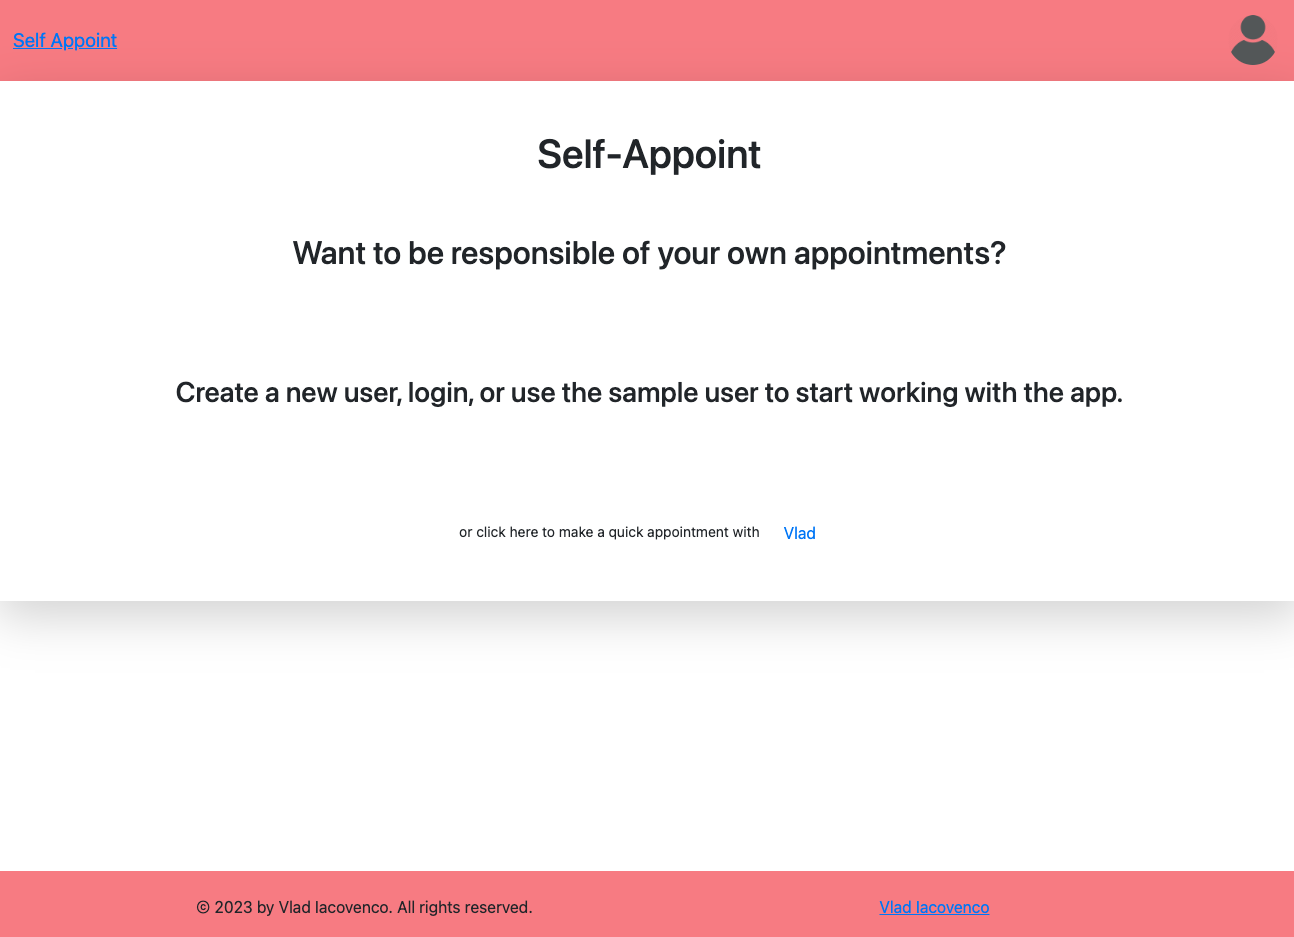 Self Appoint
Self-Appoint
Want to be responsible of your own appointments?
Create a new user, login, or use the sample user to start working with the app.
or click here to make a quick appointment with Vlad
© 2023 by Vlad Iacovenco. All rights reserved. Vlad Iacovenco